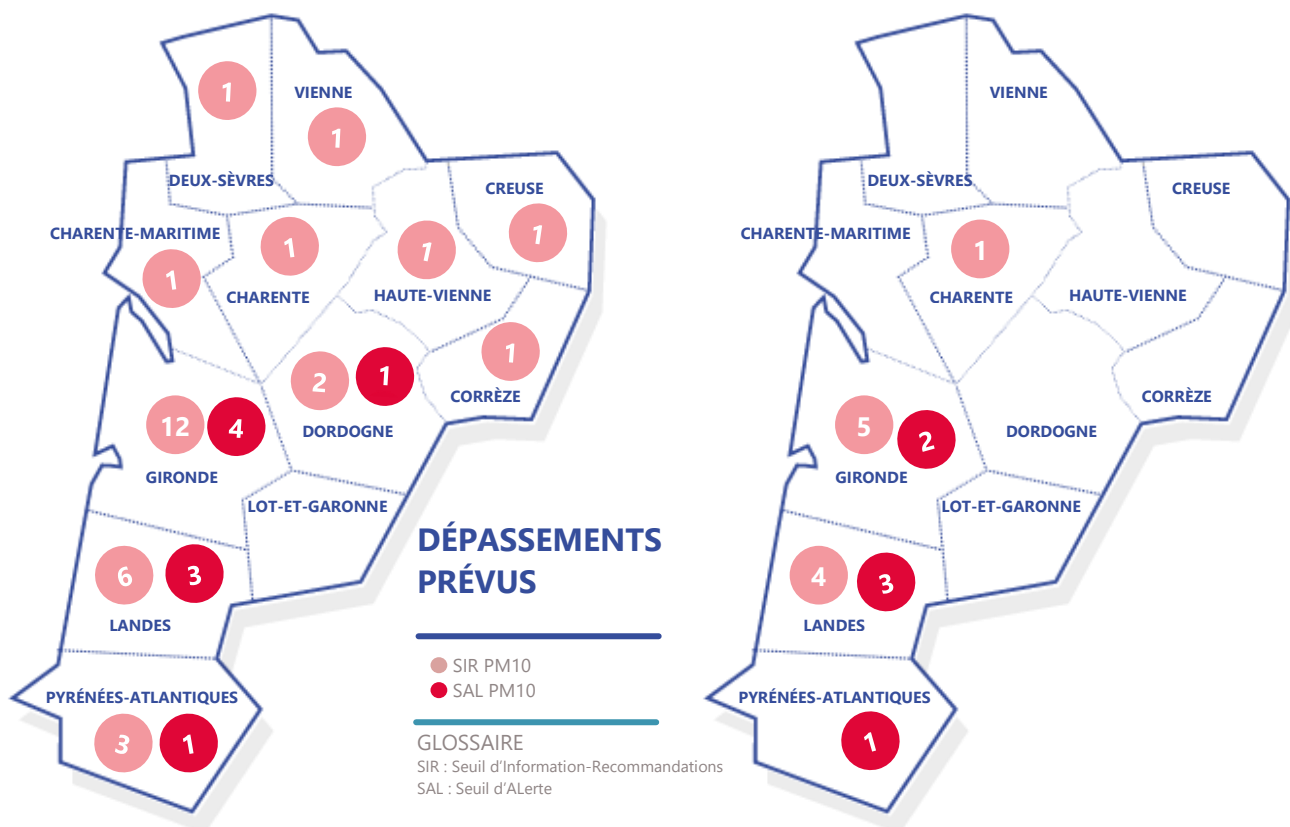 1
VIENNE
1
DEUX-SÈVRES
CREUSE
1
CHARENTE-MARITIME
1
1
1
CHARENTE
HAUTE-VIENNE
1
CORRÈZE
2
1
DORDOGNE
12
4
GIRONDE
LOT-ET-GARONNE
6
3
LANDES
PYRÉNÉES-ATLANTIQUES
3
1
DÉPASSEMENTS
PRÉVUS
SIR PM10
SAL PM10
GLOSSAIRE
SIR : Seuil d'Information-Recommandations
SAL : Seuil d'ALerte
VIENNE
DEUX-SÈVRES
CREUSE
CHARENTE-MARITIME
1
CHARENTE
HAUTE-VIENNE
CORRÈZE
DORDOGNE
5
2
GIRONDE
LOT-ET-GARONNE
4
3
LANDES
PYRÉNÉES-ATLANTIQUES
1